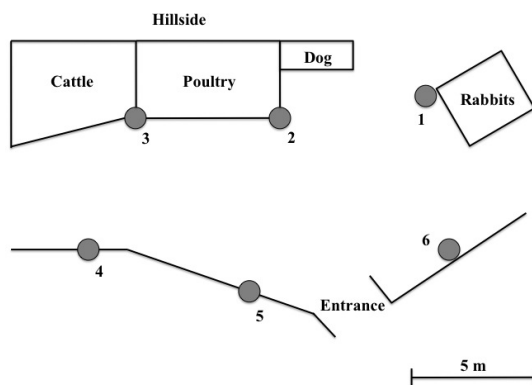 Hillside
Cattle
Poultry
Dog
Rabbits
1
2
3
4
5
6
Entrance
5 m